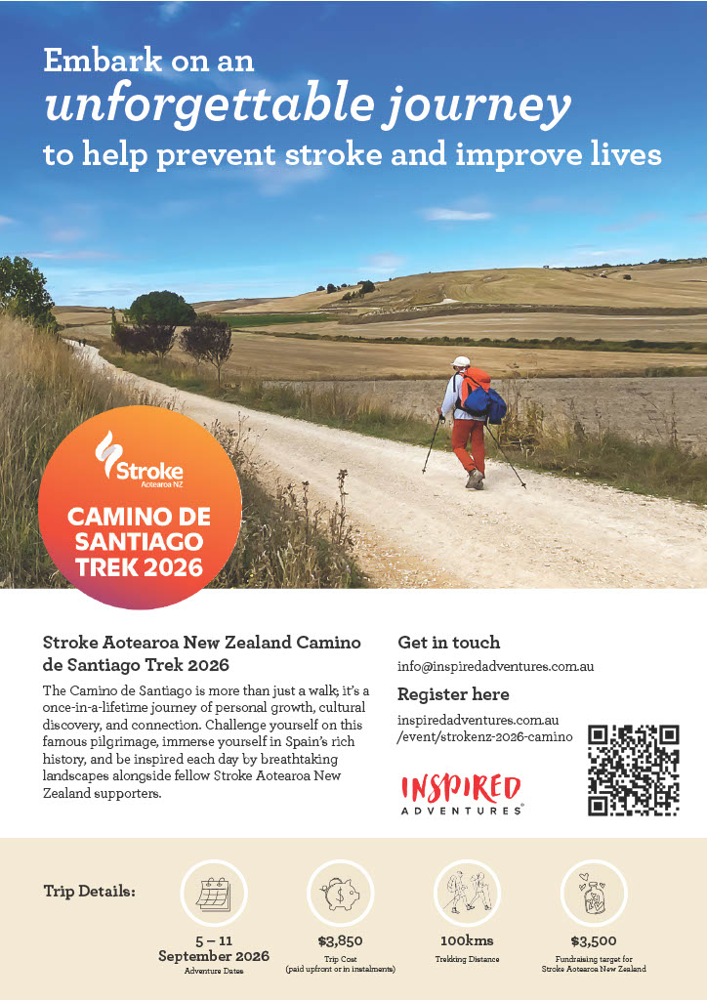 Embark on an
unforgettable journey
to help prevent stroke and improve lives
Stroke
Aotearoa NZ
CAMINO DE
SANTIAGO
TREK 2026
Stroke Aotearoa New Zealand Camino
de Santiago Trek 2026
The Camino de Santiago is more than just a walk; it's a
once-in-a-lifetime journey of personal growth, cultural
discovery, and connection. Challenge yourself on this
famous pilgrimage, immerse yourself in Spain's rich
history, and be inspired each day by breathtaking
landscapes alongside fellow Stroke Aotearoa New
Zealand supporters.
Get in touch
info@inspiredadventures.com.au
Register here
inspiredadventures.com.au
/event/strokenz-2026-camino
INSPIRED
ADVENTURES®
Trip Details:
5 – 11
September 2026
Adventure Dates
$3,850
Trip Cost
(paid upfront or in instalments)
100kms
Trekking Distance
$3,500
Fundraising target for
Stroke Aotearoa New Zealand